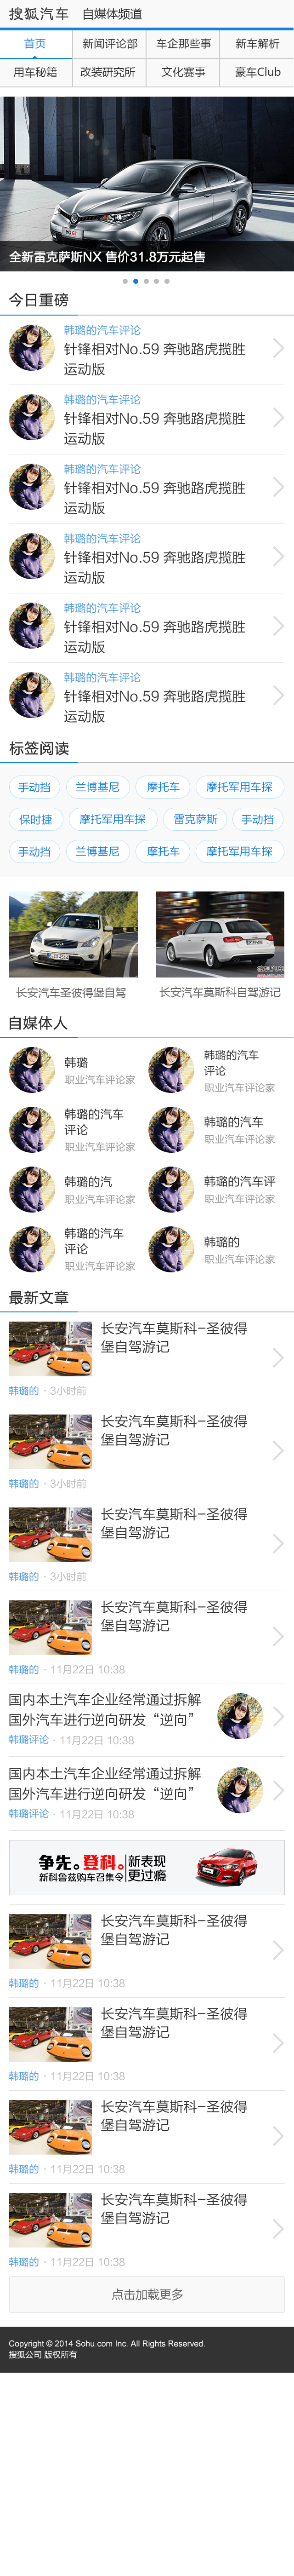 搜狐汽车 自媒体频道
首页 新闻评论部 车企那些事 新车解析
用车秘籍 改装研究所 文化赛事 豪车Club
全新雷克萨斯NX 售价31.8万元起售
今日重磅
韩璐的汽车评论
针锋相对No.59 奔驰路虎揽胜
运动版
韩璐的汽车评论
针锋相对No.59 奔驰路虎揽胜
运动版
韩璐的汽车评论
针锋相对No.59 奔驰路虎揽胜
运动版
韩璐的汽车评论
针锋相对No.59 奔驰路虎揽胜
运动版
韩璐的汽车评论
针锋相对No.59 奔驰路虎揽胜
运动版
韩璐的汽车评论
针锋相对No.59 奔驰路虎揽胜
运动版
标签阅读
手动挡 兰博基尼 摩托车 摩托军用车探
保时捷 摩托军用车探 雷克萨斯 手动挡
手动挡 兰博基尼 摩托车 摩托军用车探
长安汽车圣彼得堡自驾 长安汽车莫斯科自驾游记
自媒体人
韩璐
职业汽车评论家
韩璐的汽车
评论
职业汽车评论家
韩璐的汽车
评论
职业汽车评论家
韩璐的汽车
职业汽车评论家
韩璐的汽
职业汽车评论家
韩璐的汽车评
职业汽车评论家
韩璐的汽车
评论
职业汽车评论家
韩璐的
职业汽车评论家
最新文章
长安汽车莫斯科-圣彼得
堡自驾游记
韩璐的 · 3小时前
长安汽车莫斯科-圣彼得
堡自驾游记
韩璐的 · 3小时前
长安汽车莫斯科-圣彼得
堡自驾游记
韩璐的 · 3小时前
长安汽车莫斯科-圣彼得
堡自驾游记
韩璐的 · 11月22日 10:38
国内本土汽车企业经常通过拆解
国外汽车进行逆向研发“逆向”
韩璐评论 · 11月22日 10:38
国内本土汽车企业经常通过拆解
国外汽车进行逆向研发“逆向”
韩璐评论 · 11月22日 10:38
争先。登科。新表现
新科鲁兹购车召集令 更过瘾
长安汽车莫斯科-圣彼得
堡自驾游记
韩璐的 · 11月22日 10:38
长安汽车莫斯科-圣彼得
堡自驾游记
韩璐的 · 11月22日 10:38
长安汽车莫斯科-圣彼得
堡自驾游记
韩璐的 · 11月22日 10:38
长安汽车莫斯科-圣彼得
堡自驾游记
韩璐的 · 11月22日 10:38
点击加载更多
Copyright © 2014 Sohu.com Inc. All Rights Reserved.
搜狐公司 版权所有